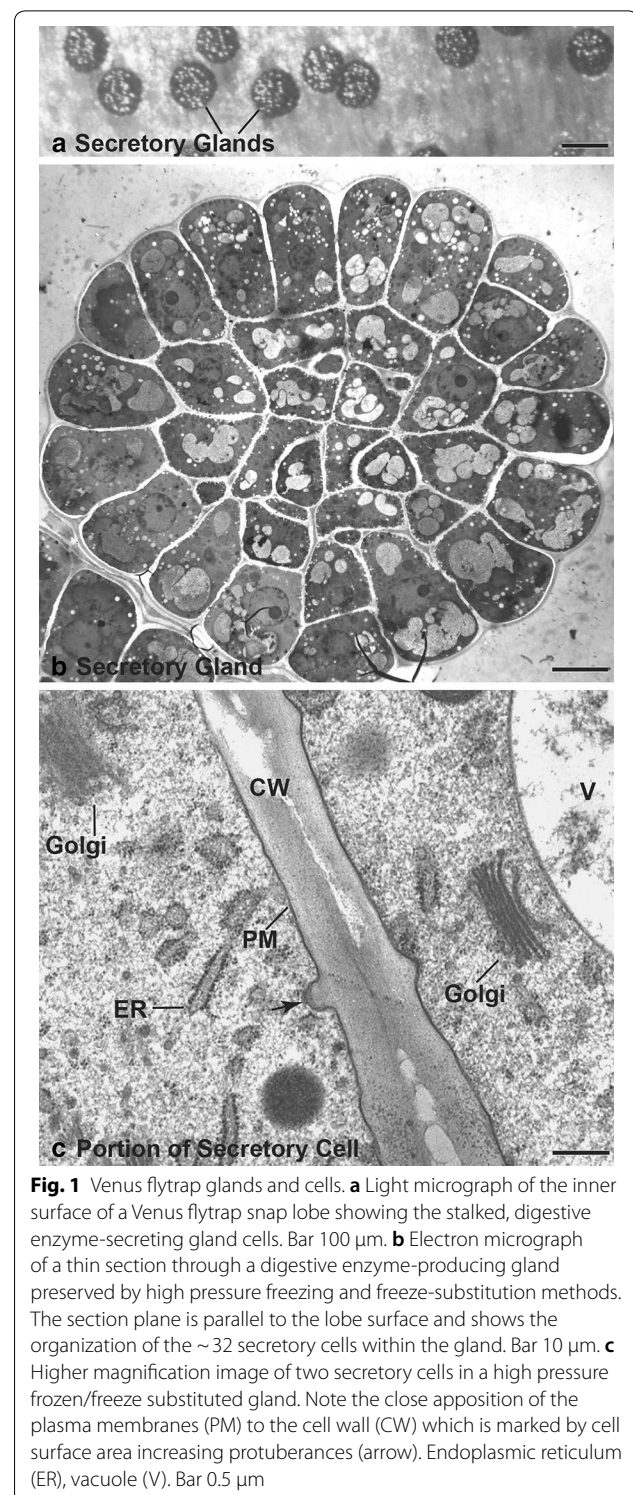 a Secretory Glands
b Secretory Gland
CW
V
Golgi
PM
Golgi
ER
c Portion of Secretory Cell
Fig. 1 Venus flytrap glands and cells. a Light micrograph of the inner
surface of a Venus flytrap snap lobe showing the stalked, digestive
enzyme-secreting gland cells. Bar 100 μm. b Electron micrograph
of a thin section through a digestive enzyme-producing gland
preserved by high pressure freezing and freeze-substitution methods.
The section plane is parallel to the lobe surface and shows the
organization of the ~ 32 secretory cells within the gland. Bar 10 μm. c
Higher magnification image of two secretory cells in a high pressure
frozen/freeze substituted gland. Note the close apposition of the
plasma membranes (PM) to the cell wall (CW) which is marked by cell
surface area increasing protuberances (arrow). Endoplasmic reticulum
(ER), vacuole (V). Bar 0.5 μm